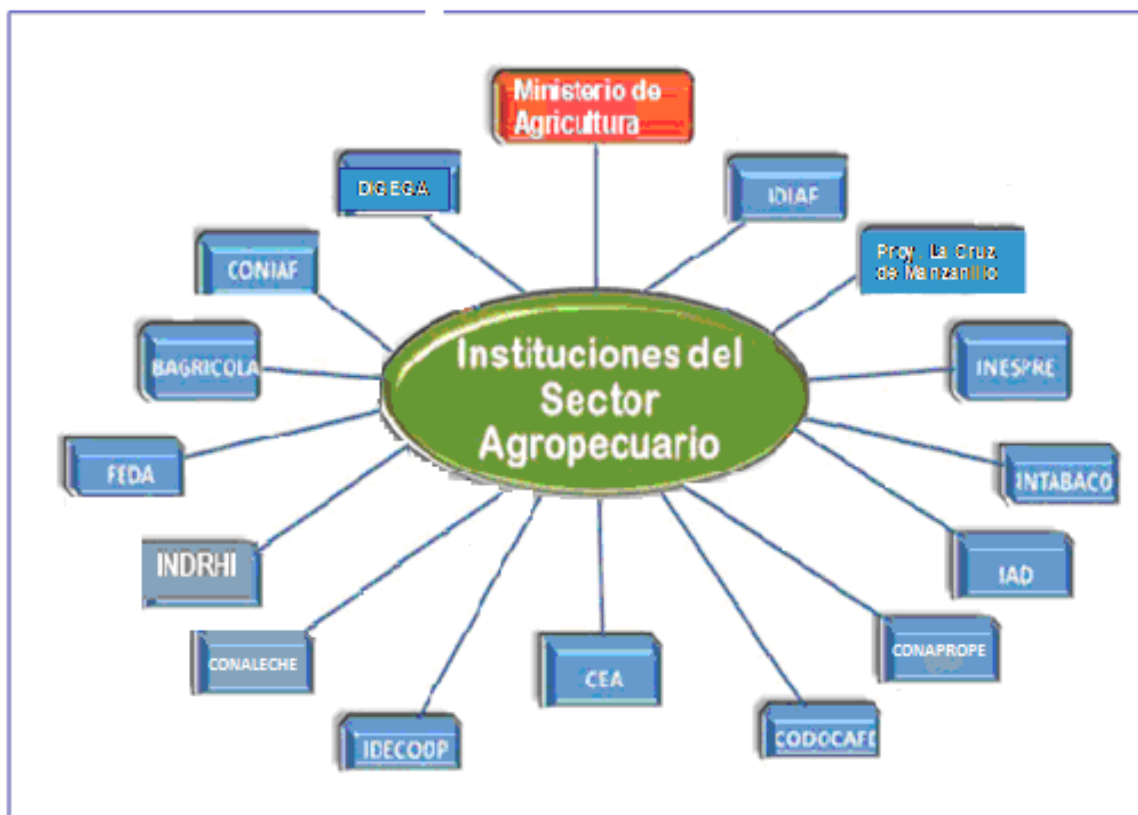 Ministerio de
Agricultura
DGEGA
IDIAF
CONIAF
Proy. La Cruz
de Manzanillo
BAGRICOLA
Instituciones del
Sector
Agropecuario
INESPRE
FEDA
INTABACO
INDRHI
IAD
CONALECHE
CEA
CONAPROPE
IDECOOP
CODOCAFE